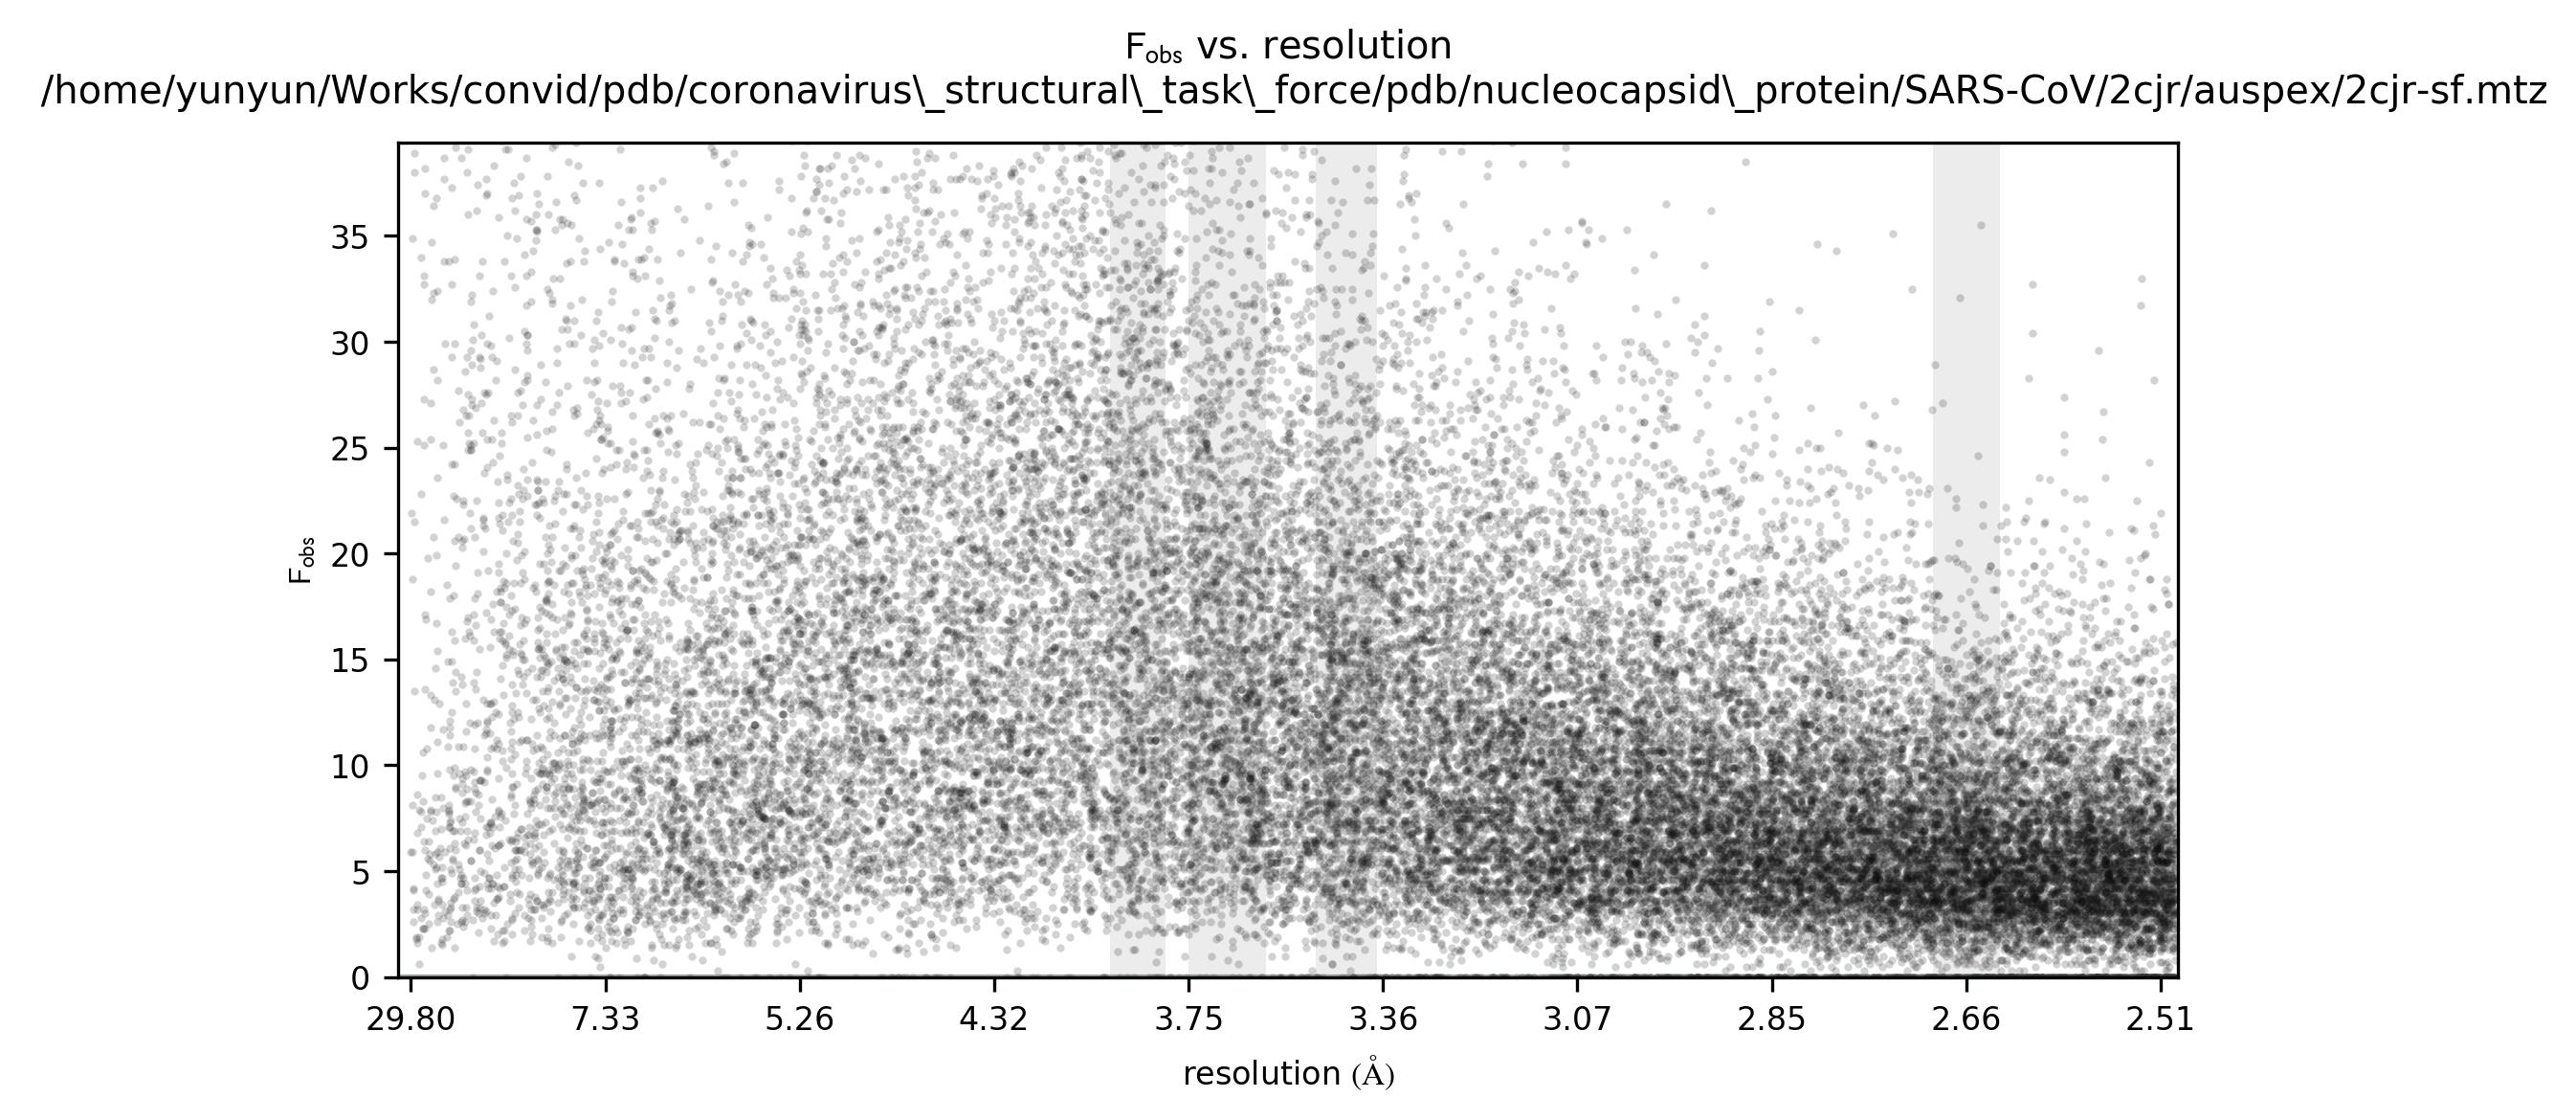 Fobs vs. resolution
/home/yunyun/Works/convid/pdb/coronavirus\_structural\_task\_force/pdb/nucleocapsid\_protein/SARS-CoV/2cjr/auspex/2cjr-sf.mtz
35
30
25
20
15
10
5
0
Fobs
29.80 7.33 5.26 4.32 3.75 3.36 3.07 2.85 2.66 2.51
resolution (Å)